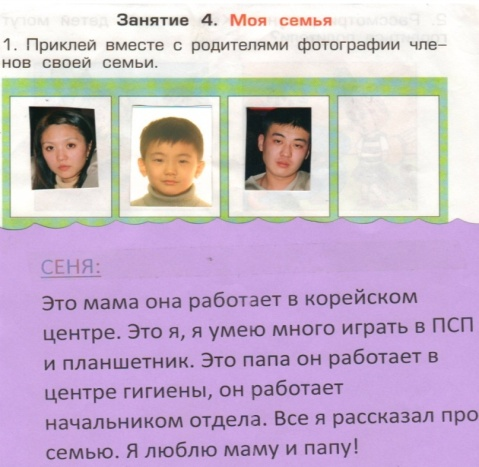 Занятие 4. Моя семья
1. Приклей вместе с родителями фотографии чле–
нов своей семьи.
СЕНЯ:
Это мама она работает в корейском
центре. Это я, я умею много играть в ПСП
и планшетник. Это папа он работает в
центре гигиены, он работает
начальником отдела. Все я рассказал про
семью. Я люблю маму и папу!